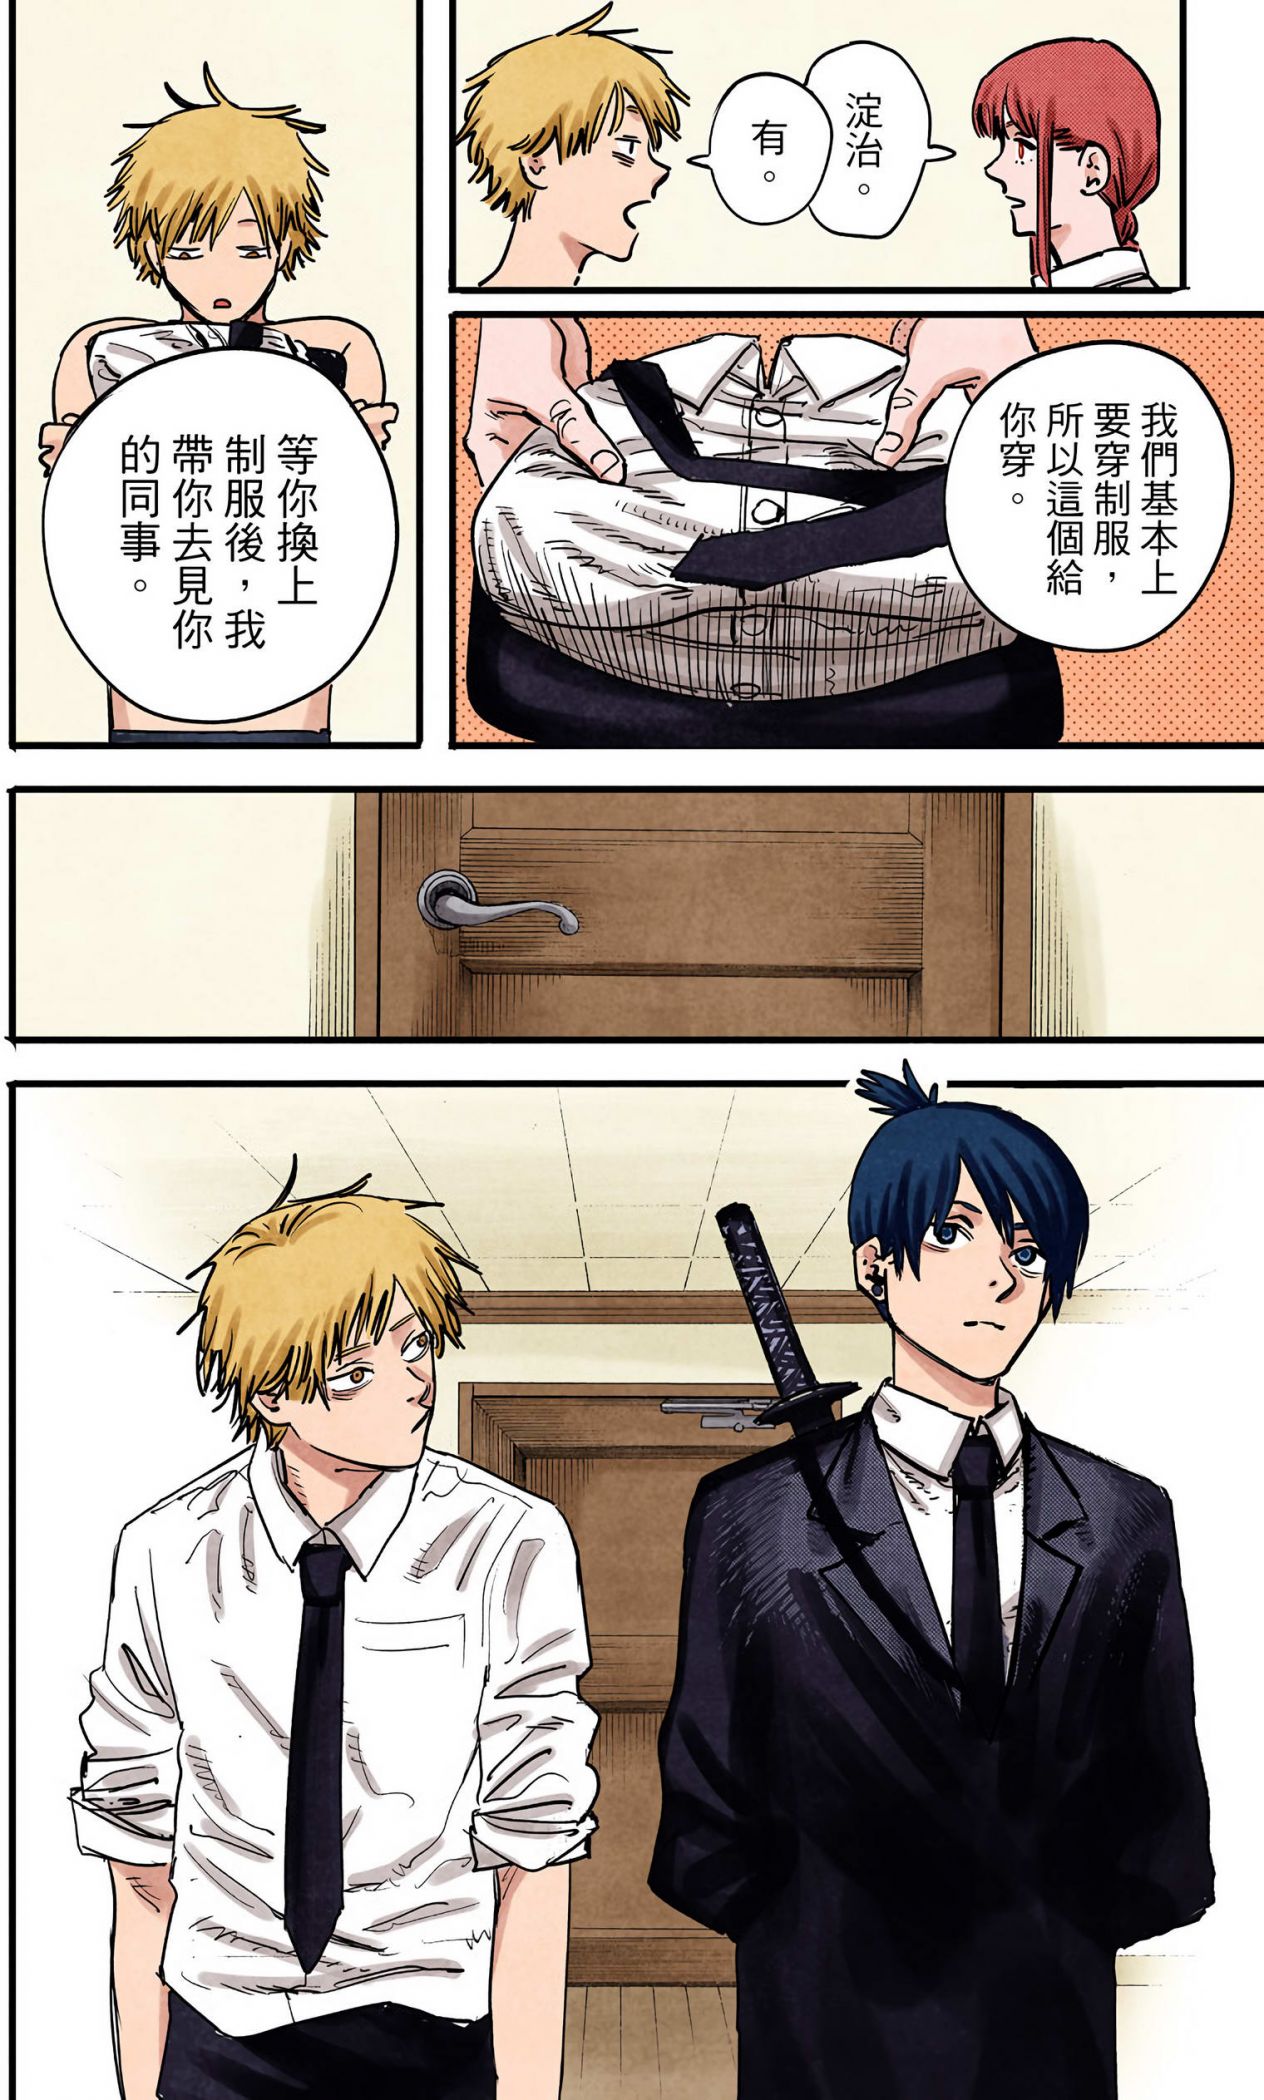 淀治。
有。
我們基本上
要穿制服，
所以這個給
你穿。
等你換上
制服後，我
帶你去見你
的同事。